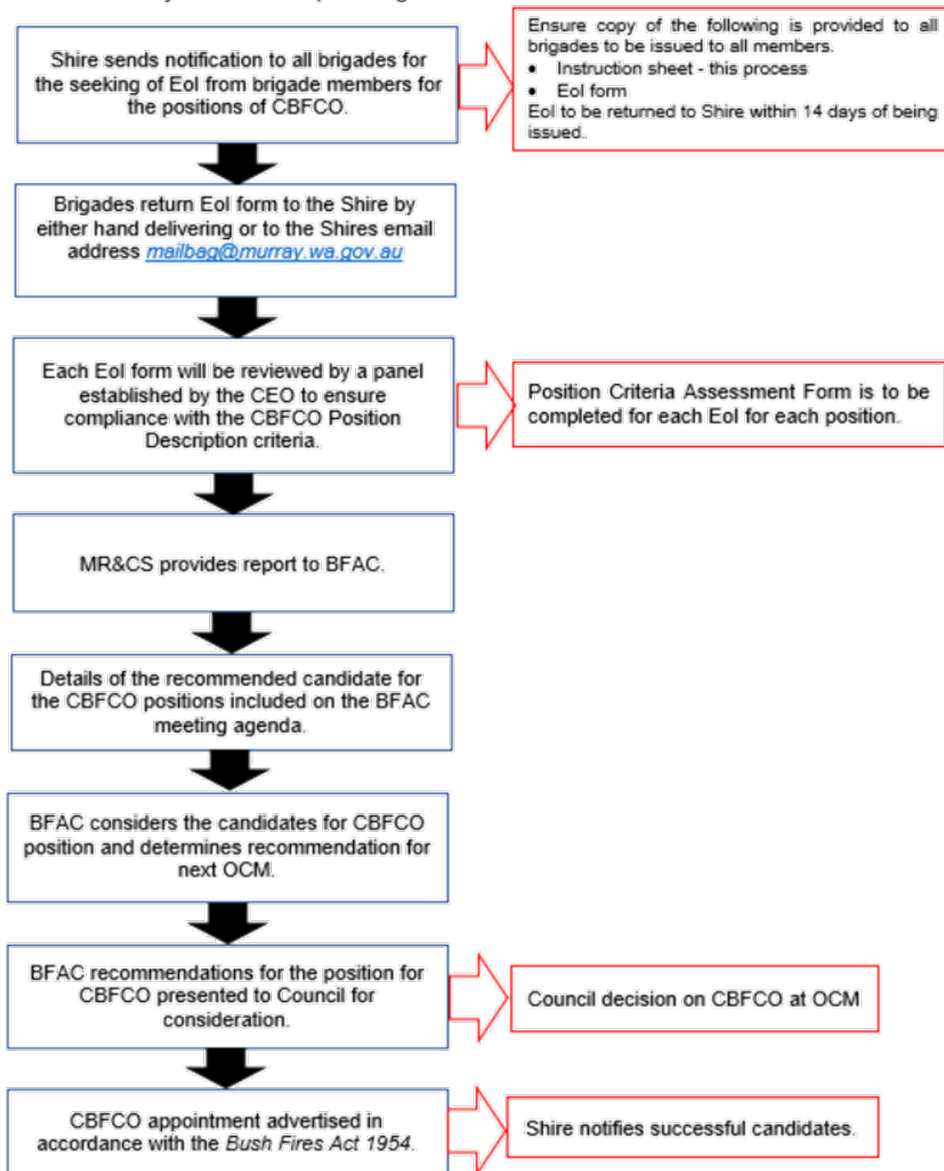 Shire sends notification to all brigades for
the seeking of EoI from brigade members for
the positions of CBFCO.
Ensure copy of the following is provided to all
brigades to be issued to all members.
• Instruction sheet - this process
• EoI form
EoI to be returned to Shire within 14 days of being
issued.
Brigades return EoI form to the Shire by
either hand delivering or to the Shires email
address mailbag@murray.wa.gov.au
Each EoI form will be reviewed by a panel
established by the CEO to ensure
compliance with the CBFCO Position
Description criteria.
Position Criteria Assessment Form is to be
completed for each EoI for each position.
MR&CS provides report to BFAC.
Details of the recommended candidate for
the CBFCO positions included on the BFAC
meeting agenda.
BFAC considers the candidates for CBFCO
position and determines recommendation for
next OCM.
BFAC recommendations for the position for
CBFCO presented to Council for
consideration.
Council decision on CBFCO at OCM
CBFCO appointment advertised in
accordance with the Bush Fires Act 1954.
Shire notifies successful candidates.